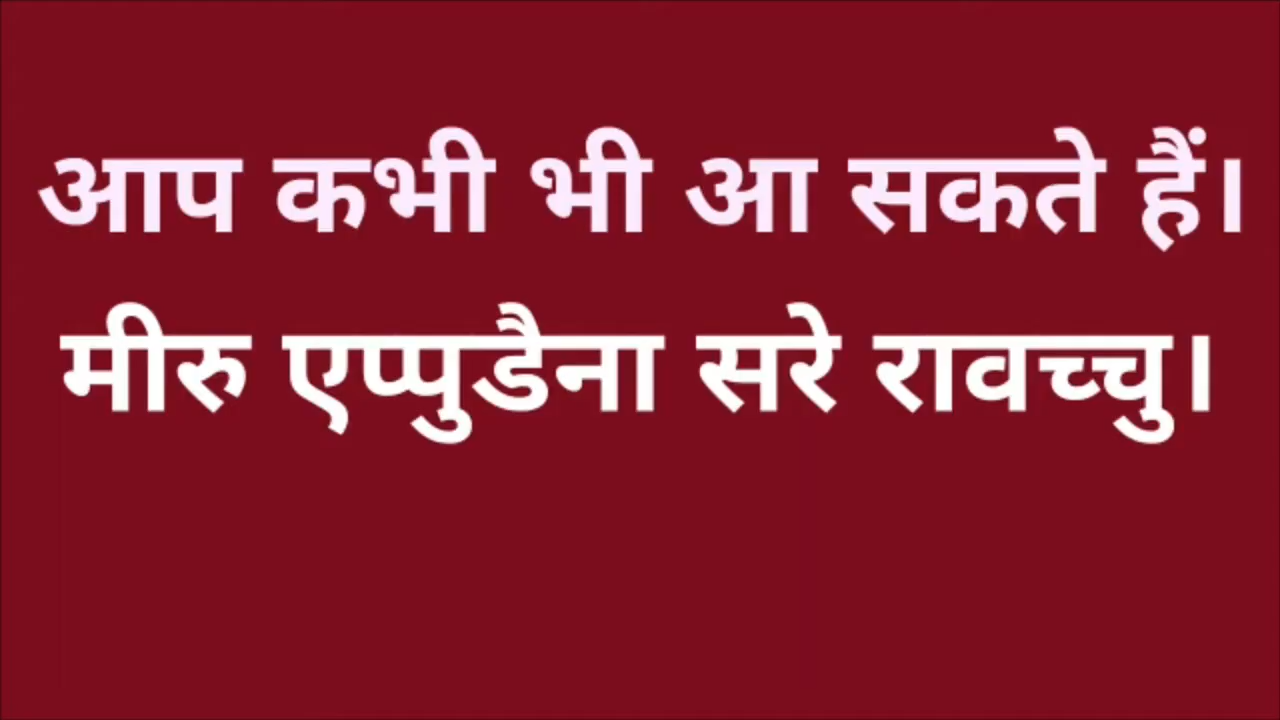 आप कभी भी आ सकते हैं।
मीरु एप्पुडैना सरे रावच्चु।